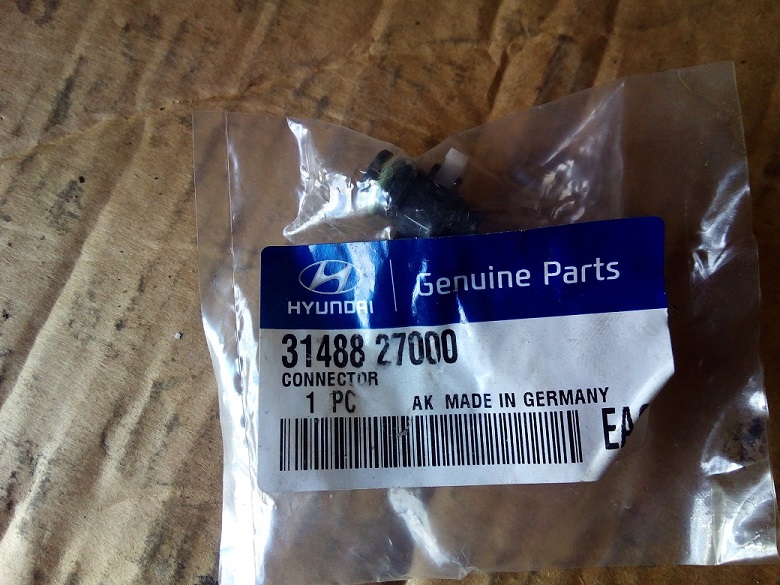 HYUNDAI
Genuine Parts
31488 27000
CONNECTOR
1 PC AK MADE IN GERMANY